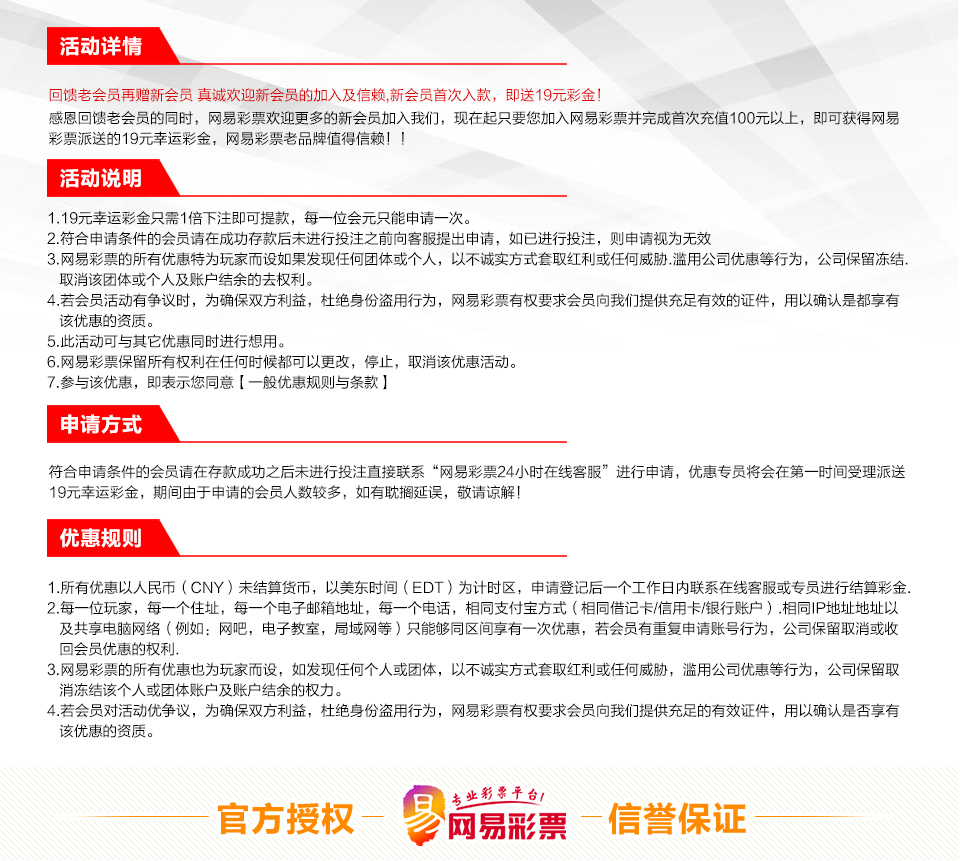 活动详情
回馈老会员再赠新会员 真诚欢迎新会员的加入及信赖,新会员首次入款，即送19元彩金！
感恩回馈老会员的同时，网易彩票欢迎更多的新会员加入我们，现在起只要您加入网易彩票并完成首次充值100元以上，即可获得网易
彩票派送的19元幸运彩金，网易彩票老品牌值得信赖！！
活动说明
1.19元幸运彩金只需1倍下注即可提款，每一位会元只能申请一次。
2.符合申请条件的会员请在成功存款后未进行投注之前向客服提出申请，如已进行投注，则申请视为无效
3.网易彩票的所有优惠特为玩家而设如果发现任何团体或个人，以不诚实方式套取红利或任何威胁.滥用公司优惠等行为，公司保留冻结.
取消该团体或个人及账户结余的去权利。
4.若会员活动有争议时，为确保双方利益，杜绝身份盗用行为，网易彩票有权要求会员向我们提供充足有效的证件，用以确认是都享有
该优惠的资质。
5.此活动可与其它优惠同时进行想用。
6.网易彩票保留所有权利在任何时候都可以更改，停止，取消该优惠活动。
7.参与该优惠，即表示您同意【一般优惠规则与条款】
申请方式
符合申请条件的会员请在存款成功之后未进行投注直接联系“网易彩票24小时在线客服”进行申请，优惠专员将会在第一时间受理派送
19元幸运彩金，期间由于申请的会员人数较多，如有耽搁延误，敬请谅解！
优惠规则
1.所有优惠以人民币（CNY）未结算货币，以美东时间（EDT）为计时区，申请登记后一个工作日内联系在线客服或专员进行结算彩金.
2.每一位玩家，每一个住址，每一个电子邮箱地址，每一个电话，相同支付宝方式（相同借记卡/信用卡/银行账户）.相同IP地址地址以
及共享电脑网络（例如：网吧，电子教室，局域网等）只能够同区间享有一次优惠，若会员有重复申请账号行为，公司保留取消或收
回会员优惠的权利.
3.网易彩票的所有优惠也为玩家而设，如发现任何个人或团体，以不诚实方式套取红利或任何威胁，滥用公司优惠等行为，公司保留取
消冻结该个人或团体账户及账户结余的权力。
4.若会员对活动优争议，为确保双方利益，杜绝身份盗用行为，网易彩票有权要求会员向我们提供充足的有效证件，用以确认是否享有
该优惠的资质。
官方授权
易
专业彩票平台！
网易彩票
信誉保证